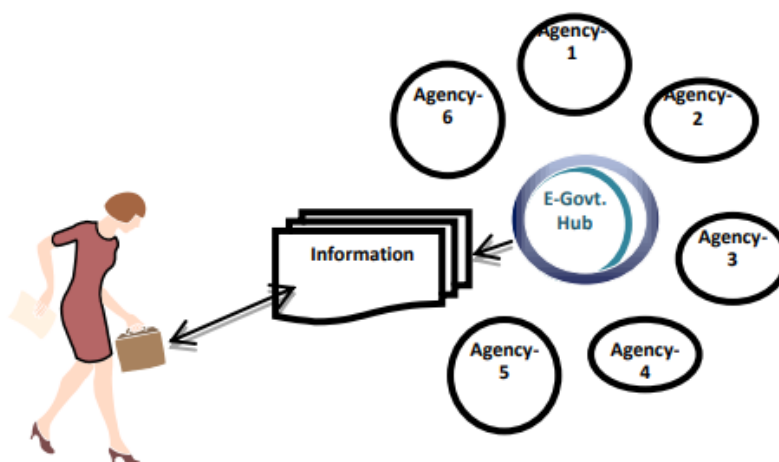 Agency-
1
Agency-
6
Agency-
2
E-Govt.
Hub
Information
Agency-
3
Agency-
5
Agency-
4